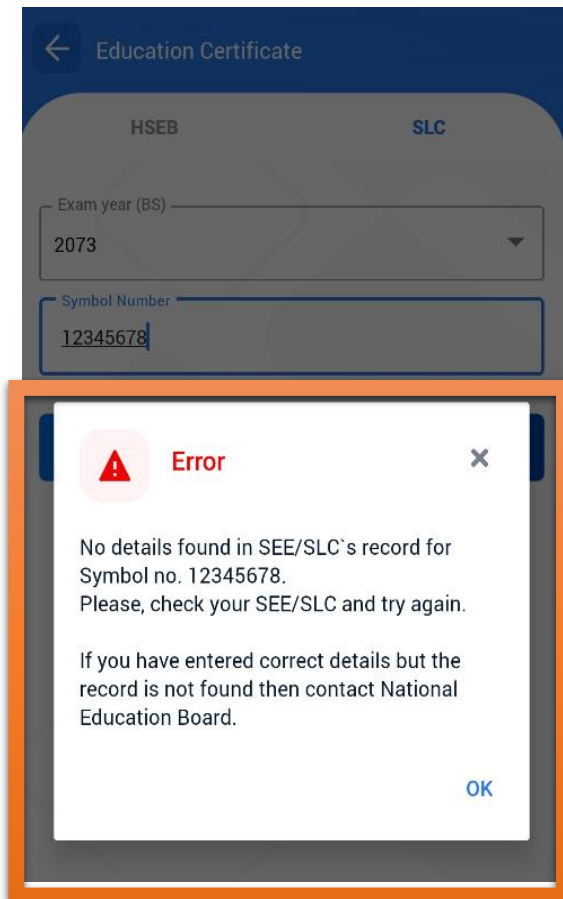 Education Certificate
HSEB SLC
Exam year (BS)
2073
Symbol Number
12345678
Error
No details found in SEE/SLC`s record for
Symbol no. 12345678.
Please, check your SEE/SLC and try again.
If you have entered correct details but the
record is not found then contact National
Education Board.
OK